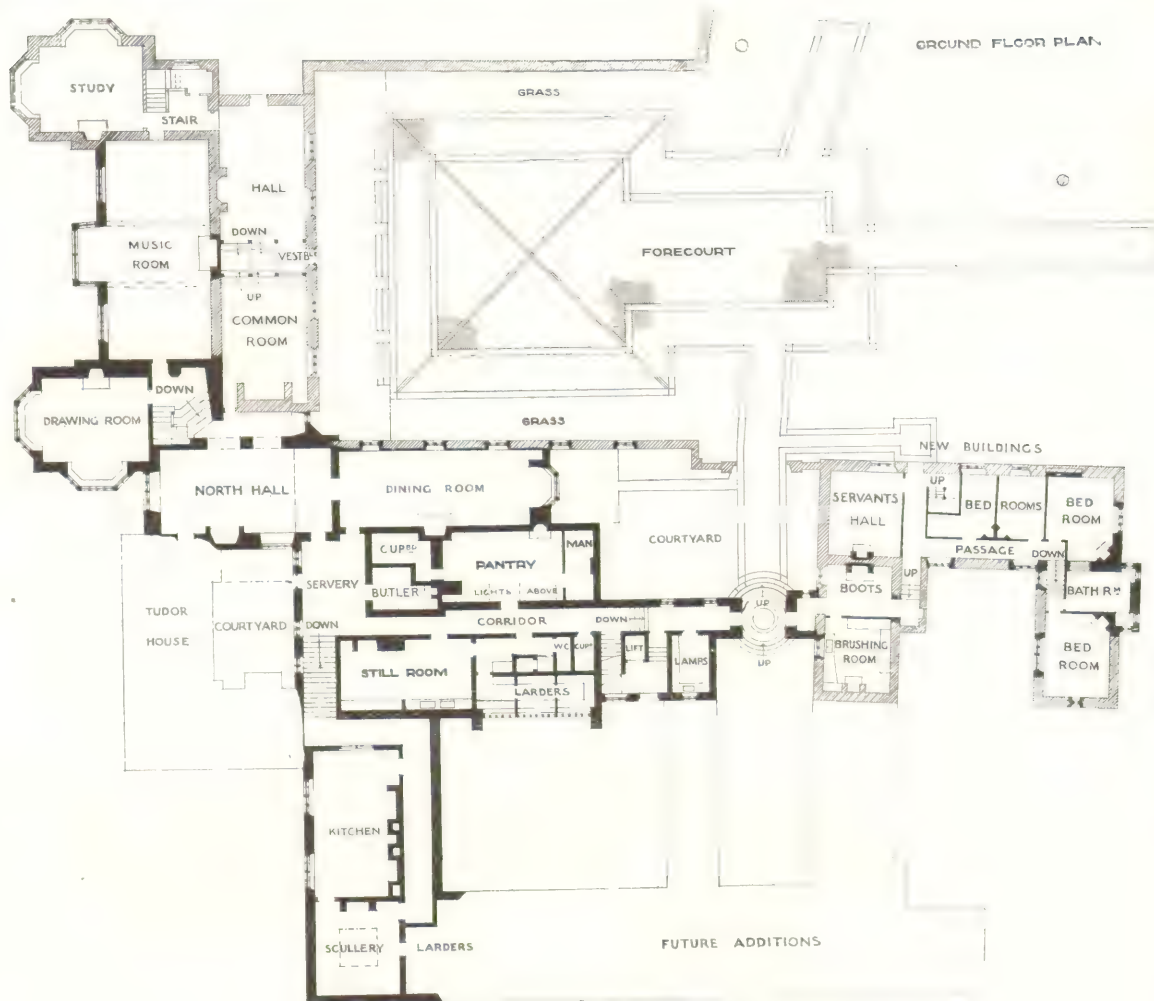 GROUND FLOOR PLAN
STUDY
STAIR
GRASS
HALL
DOWN
VESTBLE
MUSIC
ROOM
FORECOURT
UP
COMMON
ROOM
DOWN
DRAWING ROOM
GRASS
NEW BUILDINGS
NORTH HALL
DINING ROOM
SERVANTS
HALL
UP
BED ROOMS
BED
ROOM
CUPBD
PANTRY
MAN
COURTYARD
PASSAGE
DOWN
SERVERY
BUTLER
LIGHTS ABOVE
BOOTS
UP
BATH RM
TUDOR
HOUSE
COURTYARD
DOWN
CORRIDOR
DOWN
UP
UP
STILL ROOM
WC
CUPD
LIFT
LAMPS
BRUSHING
ROOM
BED
ROOM
LARDERS
KITCHEN
SCULLERY
LARDERS
FUTURE ADDITIONS